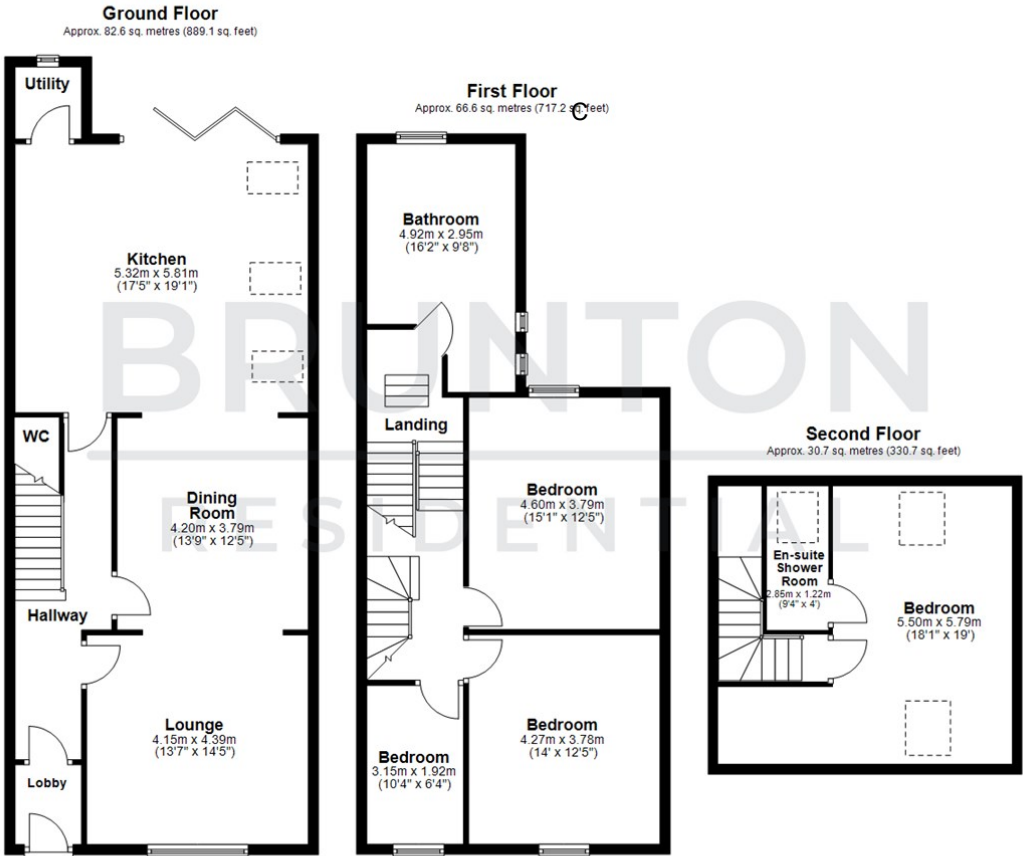 Ground Floor
Approx. 82.6 sq. metres (889.1 sq. feet)
Utility
Kitchen
5.32m x 5.81m
(17'5" x 19'1")
WC
Dining
Room
4.20m x 3.79m
(13'9" x 12'5")
Hallway
Lounge
4.15m x 4.39m
(13'7" x 14'5")
Lobby
First Floor
Approx. 66.6 sq. metres (717.2 sq. feet)
C
Bathroom
4.92m x 2.95m
(16'2" x 9'8")
Landing
Bedroom
4.60m x 3.79m
(15'1" x 12'5")
Bedroom
4.27m x 3.78m
(14' x 12'5")
Bedroom
3.15m x 1.92m
(10'4" x 6'4")
Second Floor
Approx. 30.7 sq. metres (330.7 sq. feet)
En-suite
Shower
Room
2.85m x 1.22m
(9'4" x 4')
Bedroom
5.50m x 5.79m
(18'1" x 19')
BRUNTON
RESIDENTIAL